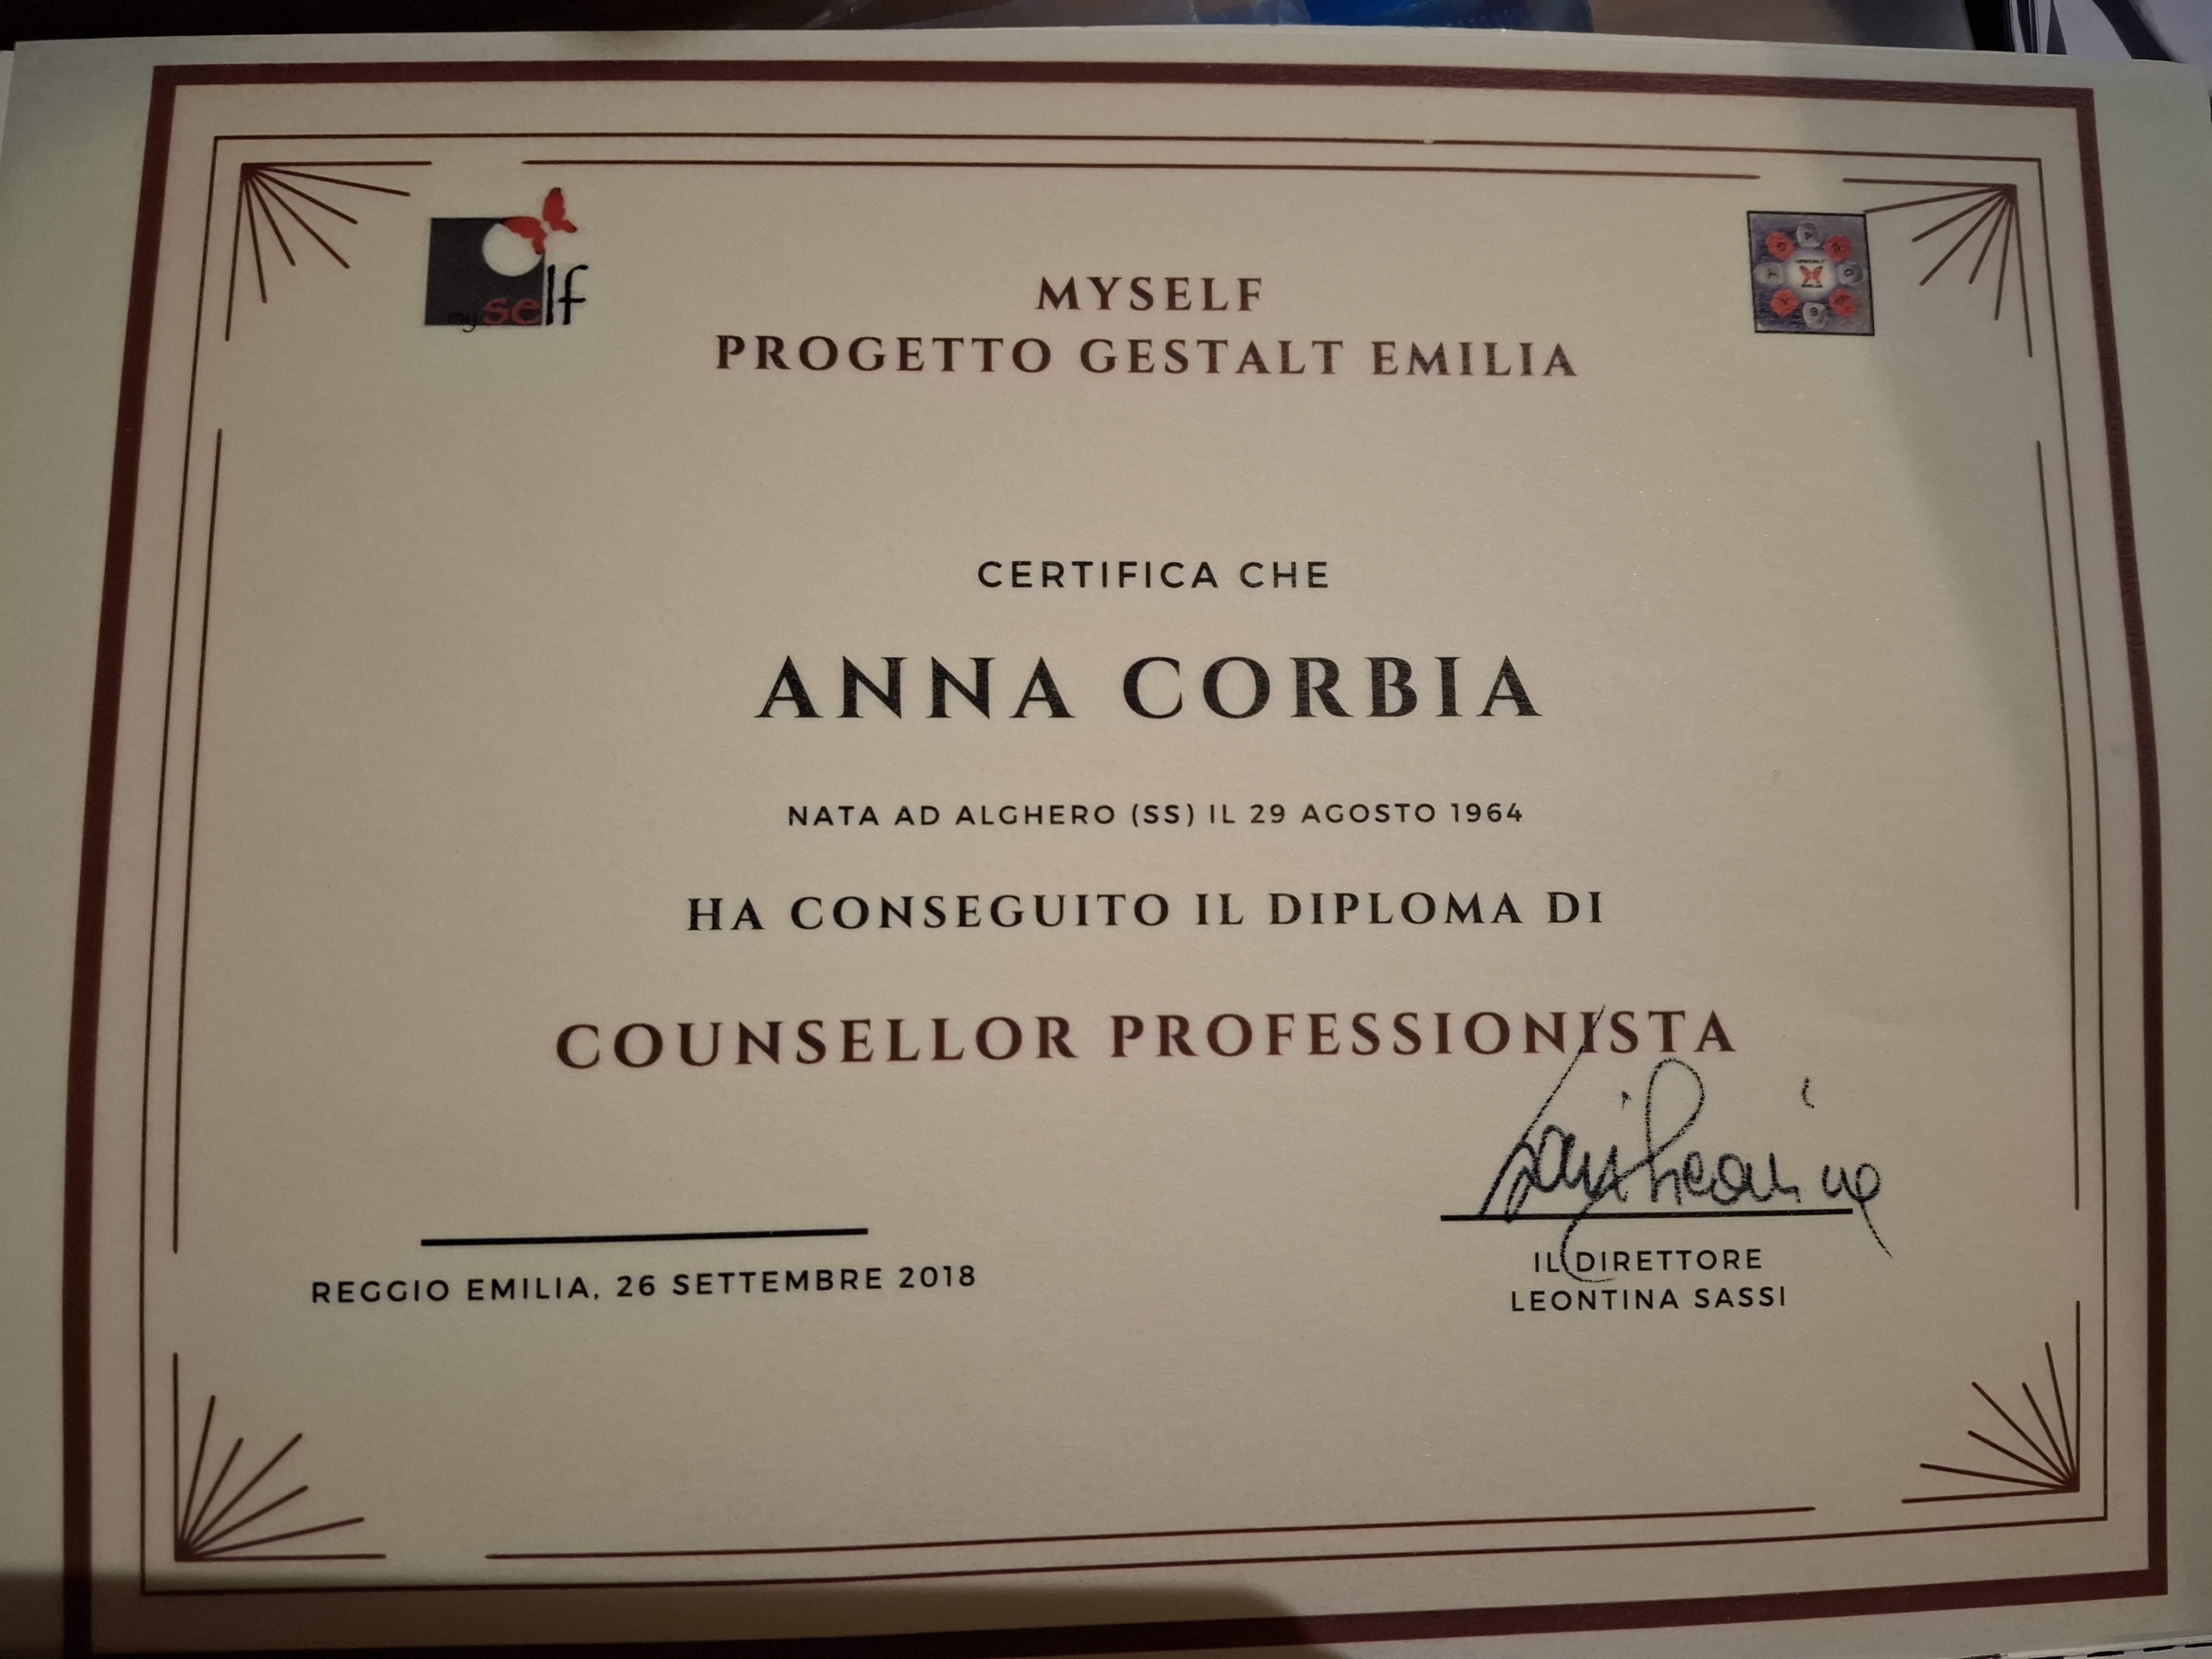 myself
MYSELF
PROGETTO GESTALT EMILIA
CERTIFICA CHE
ANNA CORBIA
NATA AD ALGHERO (SS) IL 29 AGOSTO 1964
HA CONSEGUITO IL DIPLOMA DI
COUNSELLOR PROFESSIONISTA
REGGIO EMILIA, 26 SETTEMBRE 2018
IL DIRETTORE
LEONTINA SASSI